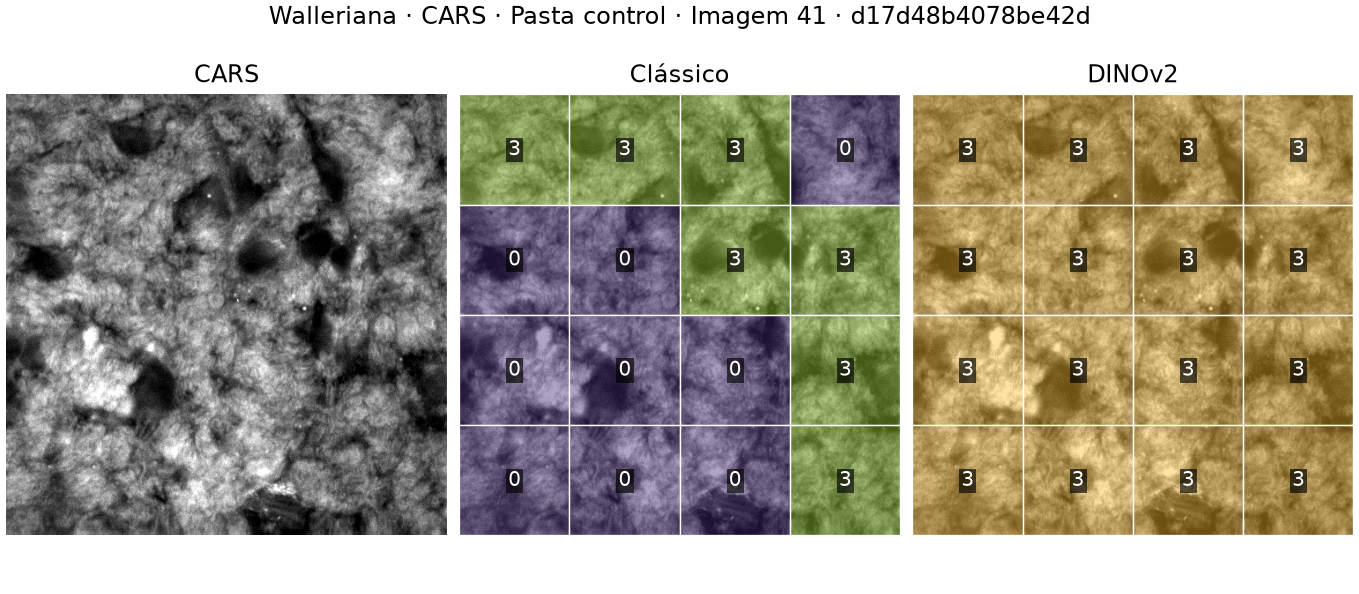 Walleriana · CARS · Pasta control · Imagem 41 · d17d48b4078be42d
CARS
Clássico
DINOv2
3 3 3 0 3 3 3 3
0 0 3 3 3 3 3 3
0 0 0 3 3 3 3 3
0 0 0 3 3 3 3 3